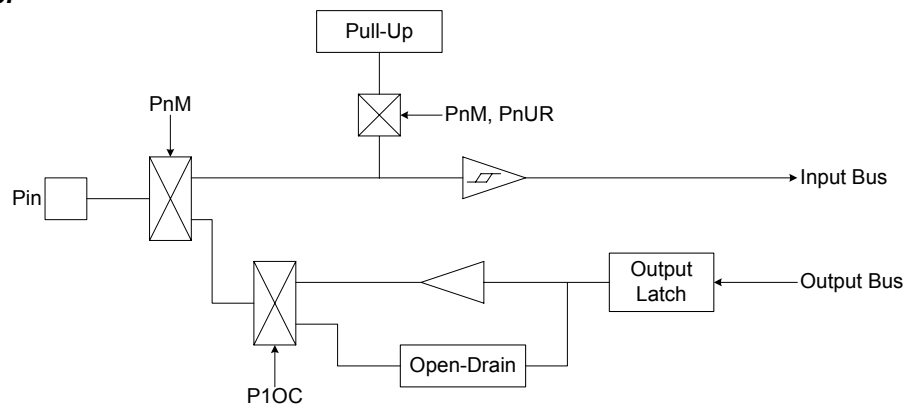 Pull-Up
PnM
PnM, PnUR
Pin
Input Bus
Output
Latch
Output Bus
Open-Drain
P1OC